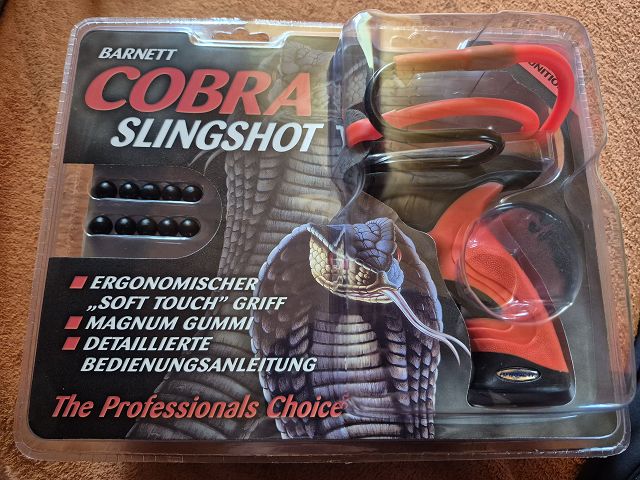 BARNETT
COBRA
SLINGSHOT
ERGONOMISCHER
„SOFT TOUCH” GRIFF
MAGNUM GUMMI
DETAILLIERTE
BEDIENUNGSANLEITUNG
The Professionals Choice